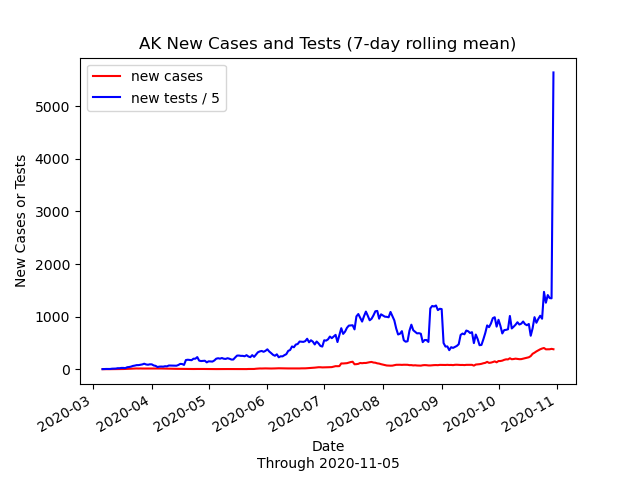 AK New Cases and Tests (7-day rolling mean)
new cases
new tests / 5
New Cases or Tests
5000
4000
3000
2000
1000
0
2020-03
2020-04
2020-05
2020-06
2020-07
2020-08
2020-09
2020-10
2020-11
Date
Through 2020-11-05